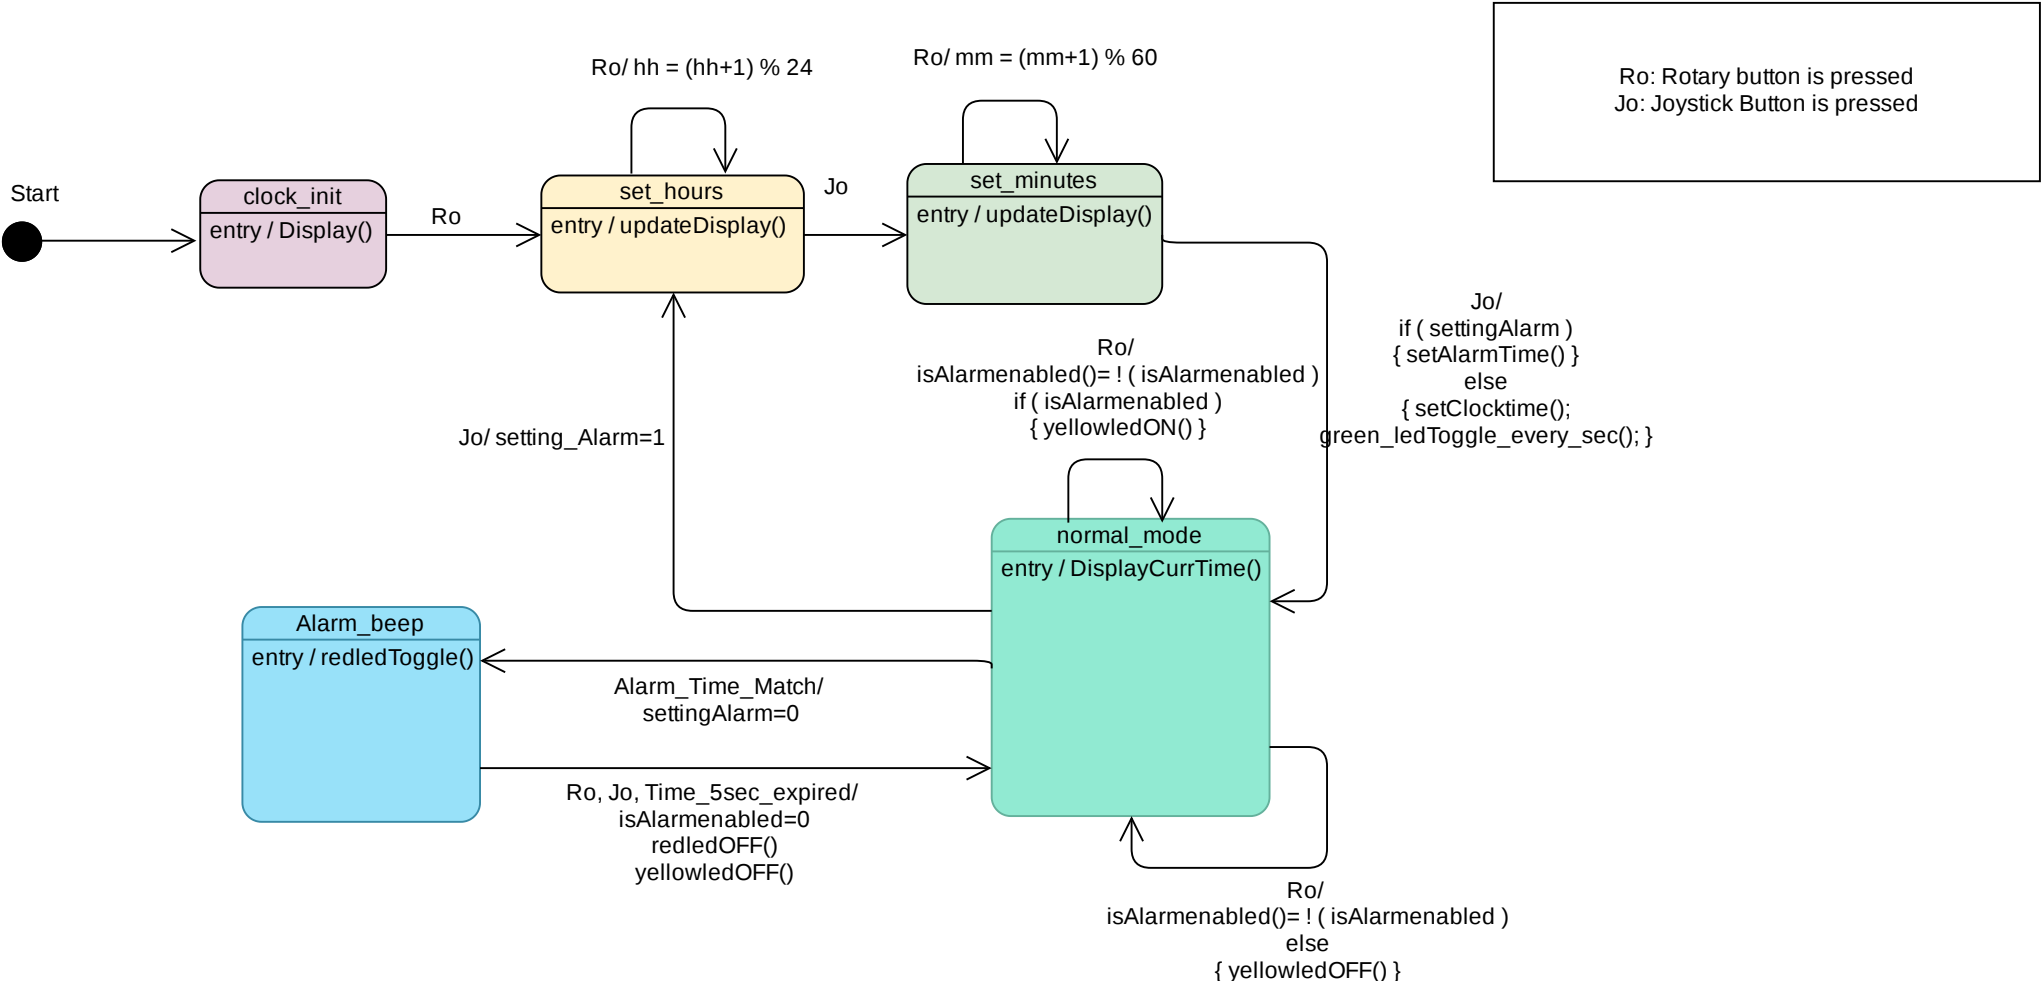 Ro/ hh = (hh+1) % 24
Ro/ mm = (mm+1) % 60
Ro: Rotary button is pressed
Jo: Joystick Button is pressed
Start
clock_init
entry / Display()
Ro
set_hours
entry / updateDisplay()
Jo
set_minutes
entry / updateDisplay()
Jo/
if ( settingAlarm )
{ setAlarmTime() }
else
{ setClocktime();
green_ledToggle_every_sec(); }
Ro/
isAlarmenabled()= ! ( isAlarmenabled )
if ( isAlarmenabled )
{ yellowledON() }
Jo/ setting_Alarm=1
normal_mode
entry / DisplayCurrTime()
Alarm_beep
entry / redledToggle()
Alarm_Time_Match/
settingAlarm=0
Ro, Jo, Time_5sec_expired/
isAlarmenabled=0
redledOFF()
yellowledOFF()
Ro/
isAlarmenabled()= ! ( isAlarmenabled )
else
{ yellowledOFF() }